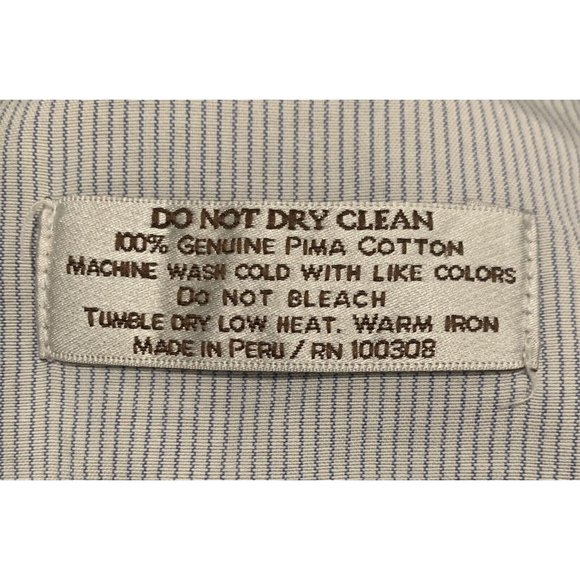 DO NOT DRY CLEAN
100% GENUINE PIMA COTTON
MACHINE WASH COLD WITH LIKE COLORS
DO NOT BLEACH
TUMBLE DRY LOW HEAT. WARM IRON
MADE IN PERU / RN 100308